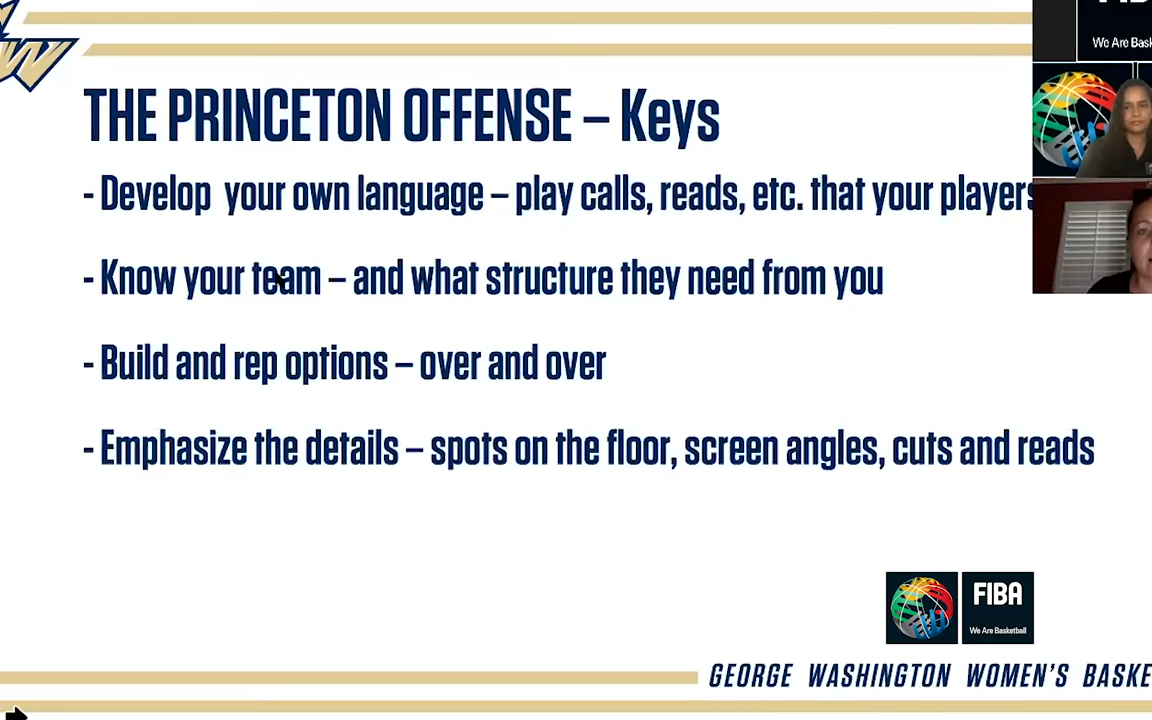 FIBA
We Are Bask
THE PRINCETON OFFENSE – Keys
- Develop your own language – play calls, reads, etc. that your players
- Know your team – and what structure they need from you
- Build and rep options – over and over
- Emphasize the details – spots on the floor, screen angles, cuts and reads
FIBA
We Are Basketball
GEORGE WASHINGTON WOMEN'S BASKE